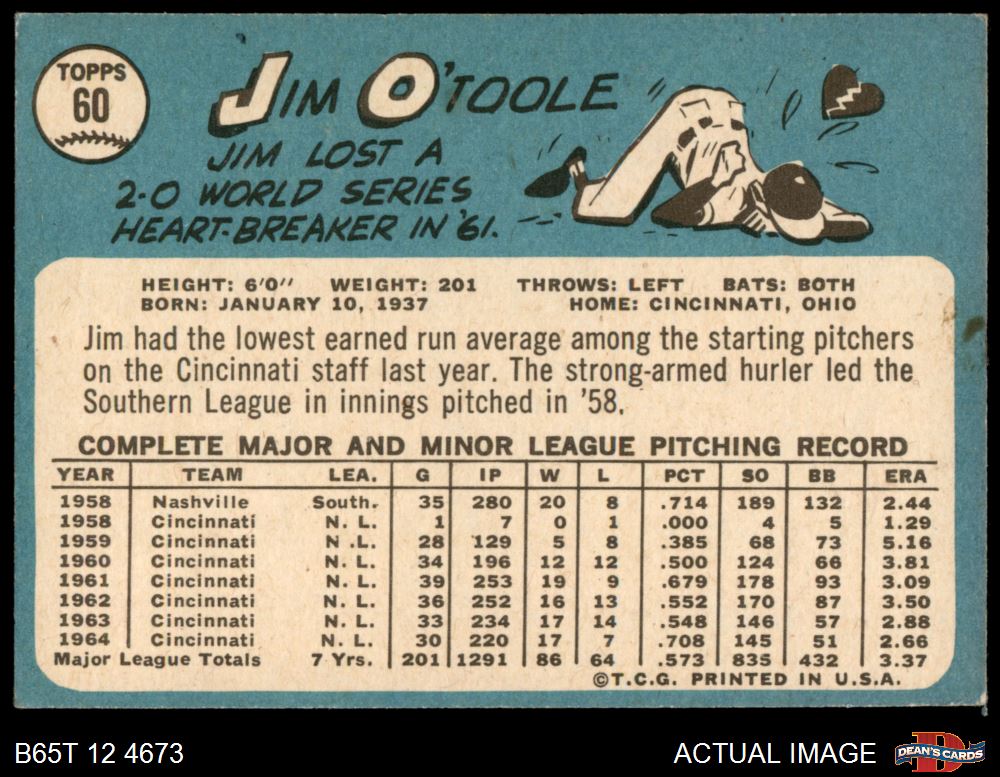 TOPPS
60
JIM O'TOOLE
JIM LOST A
2-0 WORLD SERIES
HEART-BREAKER IN '61.
HEIGHT: 6'0" WEIGHT: 201 THROWS: LEFT BATS: BOTH
BORN: JANUARY 10, 1937 HOME: CINCINNATI, OHIO
Jim had the lowest earned run average among the starting pitchers
on the Cincinnati staff last year. The strong-armed hurler led the
Southern League in innings pitched in '58.
COMPLETE MAJOR AND MINOR LEAGUE PITCHING RECORD
YEAR TEAM LEA. G IP W L PCT SO BB ERA
1958 Nashville South. 35 280 20 8 .714 189 132 2.44
1958 Cincinnati N. L. 1 7 0 1 .000 4 5 1.29
1959 Cincinnati N .L. 28 129 5 8 .385 68 73 5.16
1960 Cincinnati N. L. 34 196 12 12 .500 124 66 3.81
1961 Cincinnati N. L. 39 253 19 9 .679 178 93 3.09
1962 Cincinnati N. L. 36 252 16 13 .552 170 87 3.50
1963 Cincinnati N. L. 33 234 17 14 .548 146 57 2.88
1964 Cincinnati N. L. 30 220 17 7 .708 145 51 2.66
Major League Totals 7 Yrs. 201 1291 86 64 .573 835 432 3.37
©T.C.G. PRINTED IN U.S.A.
B65T 12 4673 ACTUAL IMAGE DEAN'S CARDS